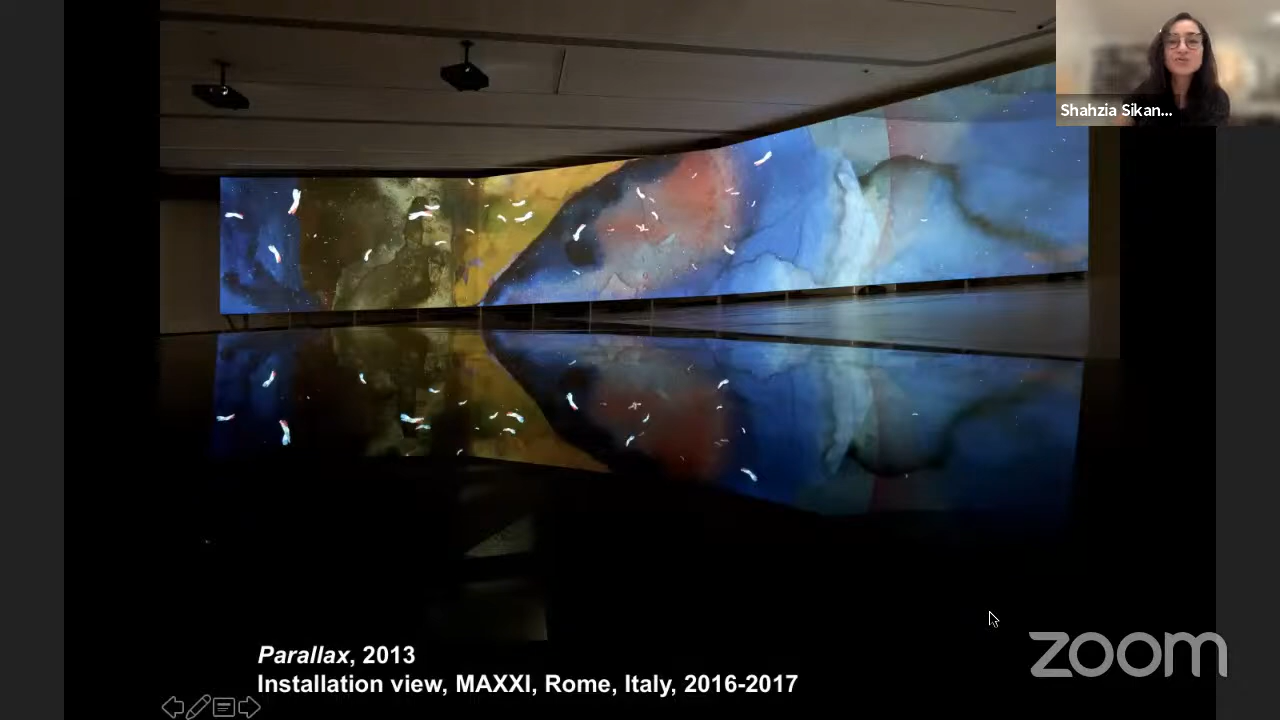 Shahzia Sikan...
Parallax, 2013
Installation view, MAXXI, Rome, Italy, 2016-2017
zoom